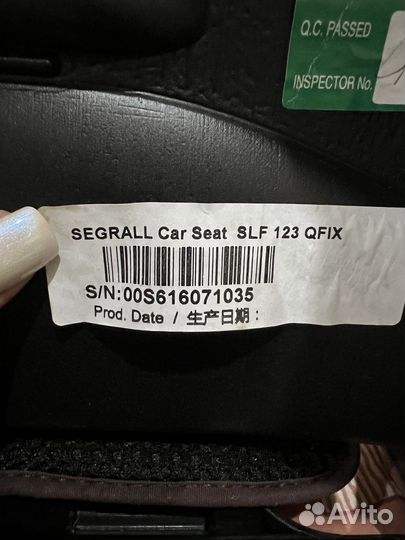 Q.C. PASSED
INSPECTOR No.
SEGRALL Car Seat SLF 123 QFIX
S/N:00S616071035
Prod. Date / 生产日期:
Avito